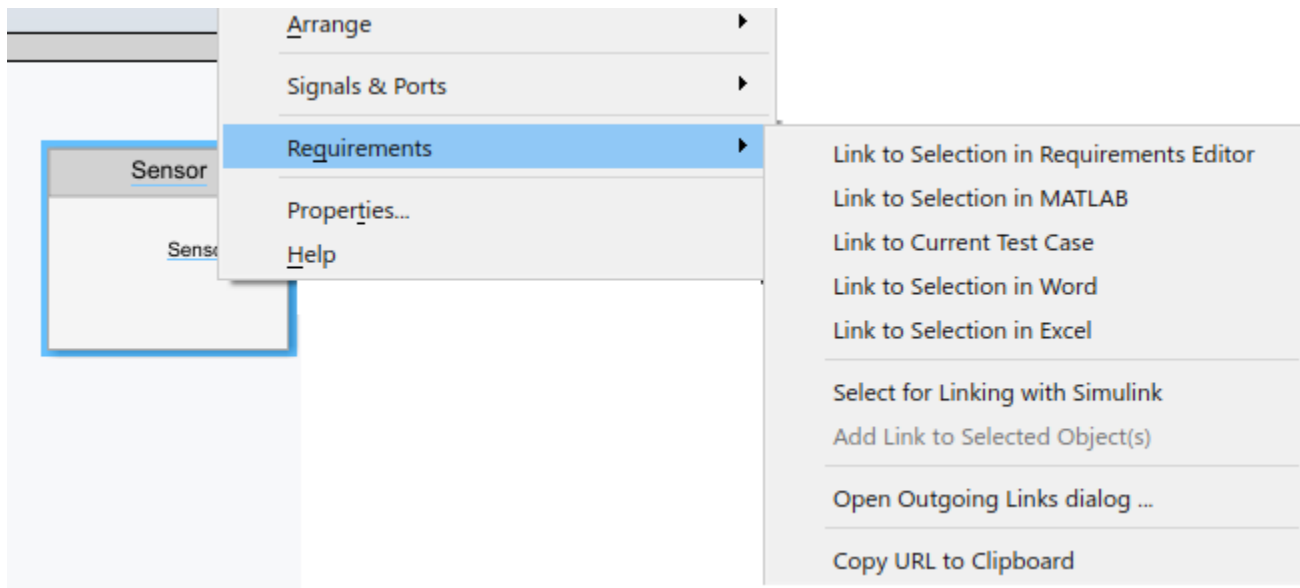 Arrange
Signals & Ports
Requirements
Properties...
Help
Sensor
Link to Selection in Requirements Editor
Link to Selection in MATLAB
Link to Current Test Case
Link to Selection in Word
Link to Selection in Excel
Select for Linking with Simulink
Add Link to Selected Object(s)
Open Outgoing Links dialog ...
Copy URL to Clipboard